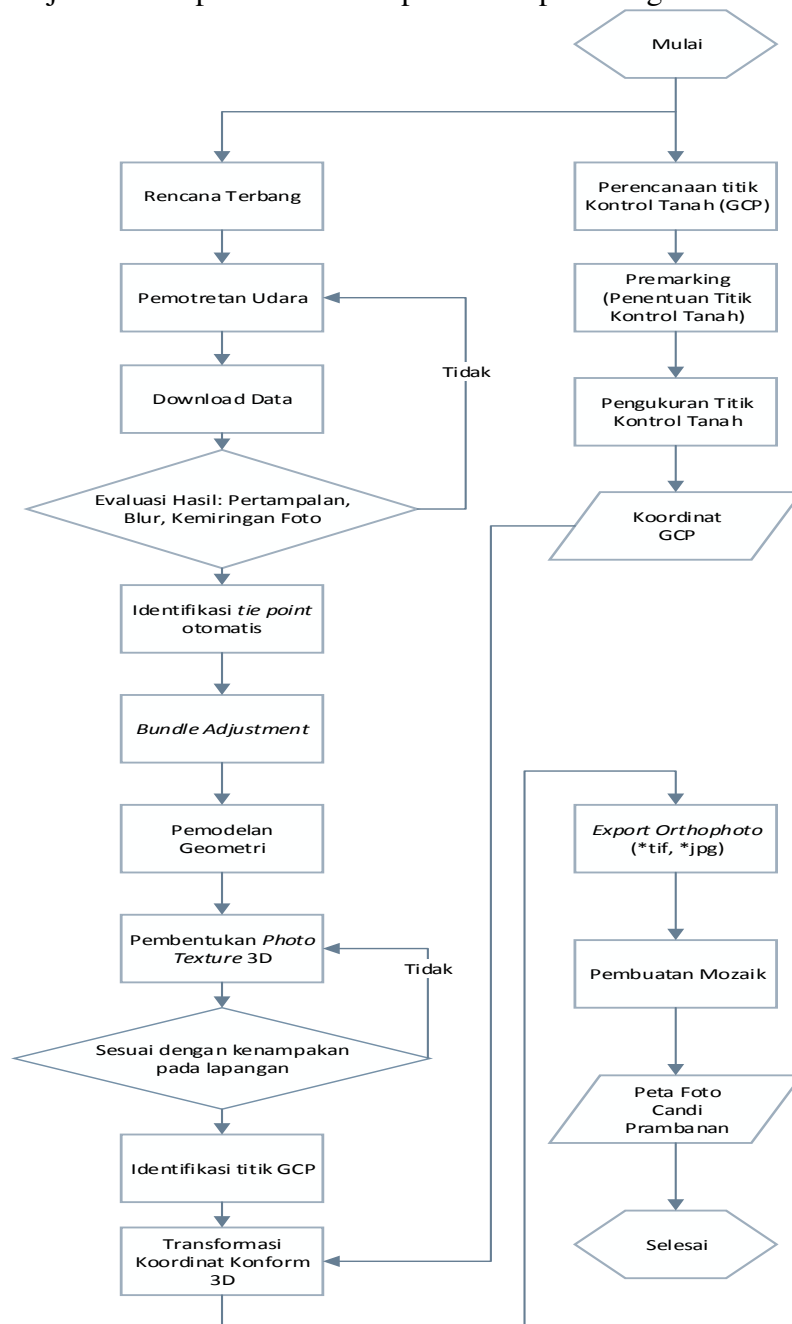 Mulai
Rencana Terbang
Pemotretan Udara
Download Data
Tidak
Evaluasi Hasil: Pertampalan,
Blur, Kemiringan Foto
Identifikasi tie point
otomatis
Bundle Adjustment
Pemodelan
Geometri
Pembentukan Photo
Texture 3D
Tidak
Sesuai dengan kenampakan
pada lapangan
Identifikasi titik GCP
Transformasi
Koordinat Konform
3D
Perencanaan titik
Kontrol Tanah (GCP)
Premarking
(Penentuan Titik
Kontrol Tanah)
Pengukuran Titik
Kontrol Tanah
Koordinat
GCP
Export Orthophoto
(*tif, *jpg)
Pembuatan Mozaik
Peta Foto
Candi
Prambanan
Selesai